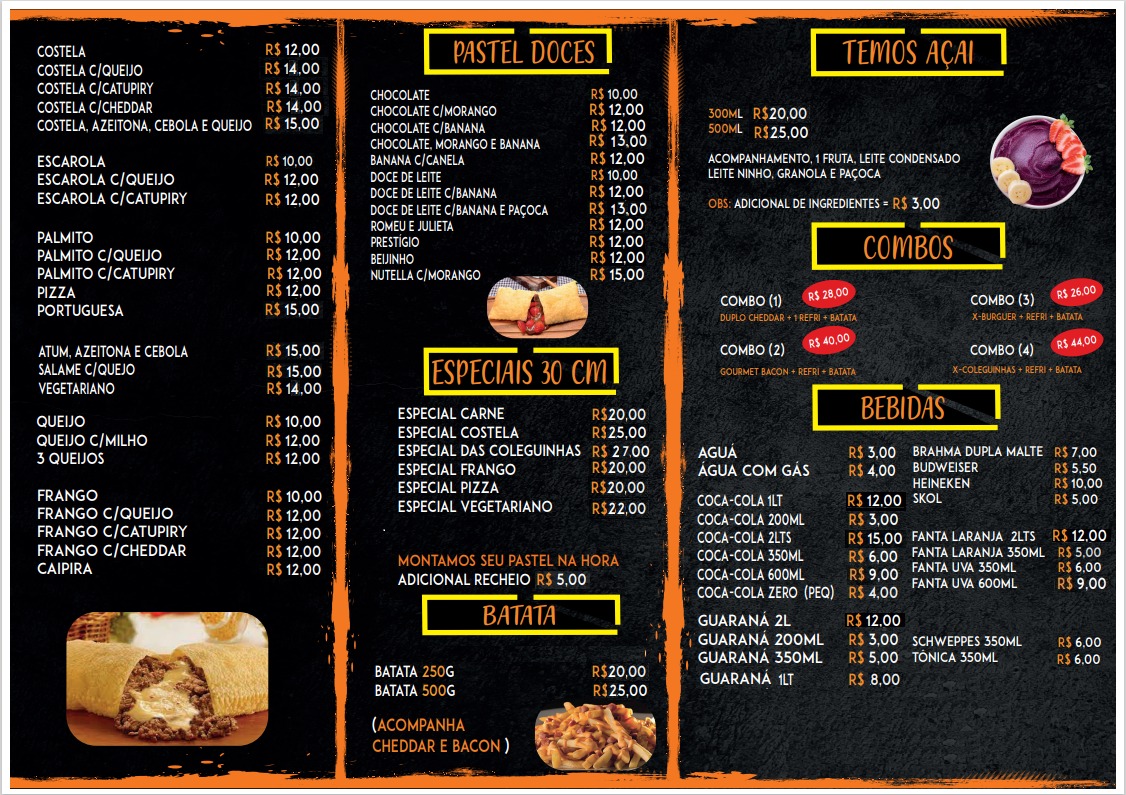 COSTELA R$ 12,00
COSTELA C/QUEIJO R$ 14,00
COSTELA C/CATUPIRY R$ 14,00
COSTELA C/CHEDDAR R$ 14,00
COSTELA, AZEITONA, CEBOLA E QUEIJO R$ 15,00
ESCAROLA R$ 10,00
ESCAROLA C/QUEIJO R$ 12,00
ESCAROLA C/CATUPIRY R$ 12,00
PALMITO R$ 10,00
PALMITO C/QUEIJO R$ 12,00
PALMITO C/CATUPIRY R$ 12,00
PIZZA R$ 12,00
PORTUGUESA R$ 15,00
ATUM, AZEITONA E CEBOLA R$ 15,00
SALAME C/QUEJO R$ 15,00
VEGETARIANO R$ 14,00
QUEIJO R$ 10,00
QUEIJO C/MILHO R$ 12,00
3 QUEIJOS R$ 12,00
FRANGO R$ 10,00
FRANGO C/QUEIJO R$ 12,00
FRANGO C/CATUPIRY R$ 12,00
FRANGO C/CHEDDAR R$ 12,00
CAIPIRA R$ 12,00
PASTEL DOCES
CHOCOLATE R$ 10,00
CHOCOLATE C/MORANGO R$ 12,00
CHOCOLATE C/BANANA R$ 12,00
CHOCOLATE, MORANGO E BANANA R$ 13,00
BANANA C/CANELA R$ 12,00
DOCE DE LEITE R$ 10,00
DOCE DE LEITE C/BANANA R$ 12,00
DOCE DE LEITE C/BANANA E PAÇOCA R$ 13,00
ROMEU E JULIETA R$ 12,00
PRESTÍGIO R$ 12,00
BEIJINHO R$ 12,00
NUTELLA C/MORANGO R$ 15,00
ESPECIAIS 30 CM
ESPECIAL CARNE R$20,00
ESPECIAL COSTELA R$25,00
ESPECIAL DAS COLEGUINHAS R$ 27,00
ESPECIAL FRANGO R$20,00
ESPECIAL PIZZA R$20,00
ESPECIAL VEGETARIANO R$22,00
MONTAMOS SEU PASTEL NA HORA
ADICIONAL RECHEIO R$ 5,00
BATATA
BATATA 250G R$20,00
BATATA 500G R$25,00
(ACOMPANHA
CHEDDAR E BACON )
TEMOS AÇAI
300ML R$20,00
500ML R$25,00
ACOMPANHAMENTO, 1 FRUTA, LEITE CONDENSADO
LEITE NINHO, GRANOLA E PAÇOCA
OBS: ADICIONAL DE INGREDIENTES = R$ 3,00
COMBOS
COMBO (1) R$ 28,00
DUPLO CHEDDAR + 1 REFRI + BATATA
COMBO (2) R$ 40,00
GOURMET BACON + REFRI + BATATA
COMBO (3) R$ 26,00
X-BURGUER + REFRI + BATATA
COMBO (4) R$ 44,00
X-COLEGUINHAS + REFRI + BATATA
BEBIDAS
AGUÁ R$ 3,00
ÁGUA COM GÁS R$ 4,00
COCA-COLA 1LT R$ 12,00
COCA-COLA 200ML R$ 3,00
COCA-COLA 2LTS R$ 15,00
COCA-COLA 350ML R$ 6,00
COCA-COLA 600ML R$ 9,00
COCA-COLA ZERO (PEQ) R$ 4,00
GUARANÁ 2L R$ 12,00
GUARANÁ 200ML R$ 3,00
GUARANÁ 350ML R$ 5,00
GUARANÁ 1LT R$ 8,00
BRAHMA DUPLA MALTE R$ 7,00
BUDWEISER R$ 5,50
HEINEKEN R$ 10,00
SKOL R$ 5,00
FANTA LARANJA 2LTS R$ 12,00
FANTA LARANJA 350ML R$ 5,00
FANTA UVA 350ML R$ 6,00
FANTA UVA 600ML R$ 9,00
SCHWEPPES 350ML R$ 6,00
TÔNICA 350ML R$ 6,00